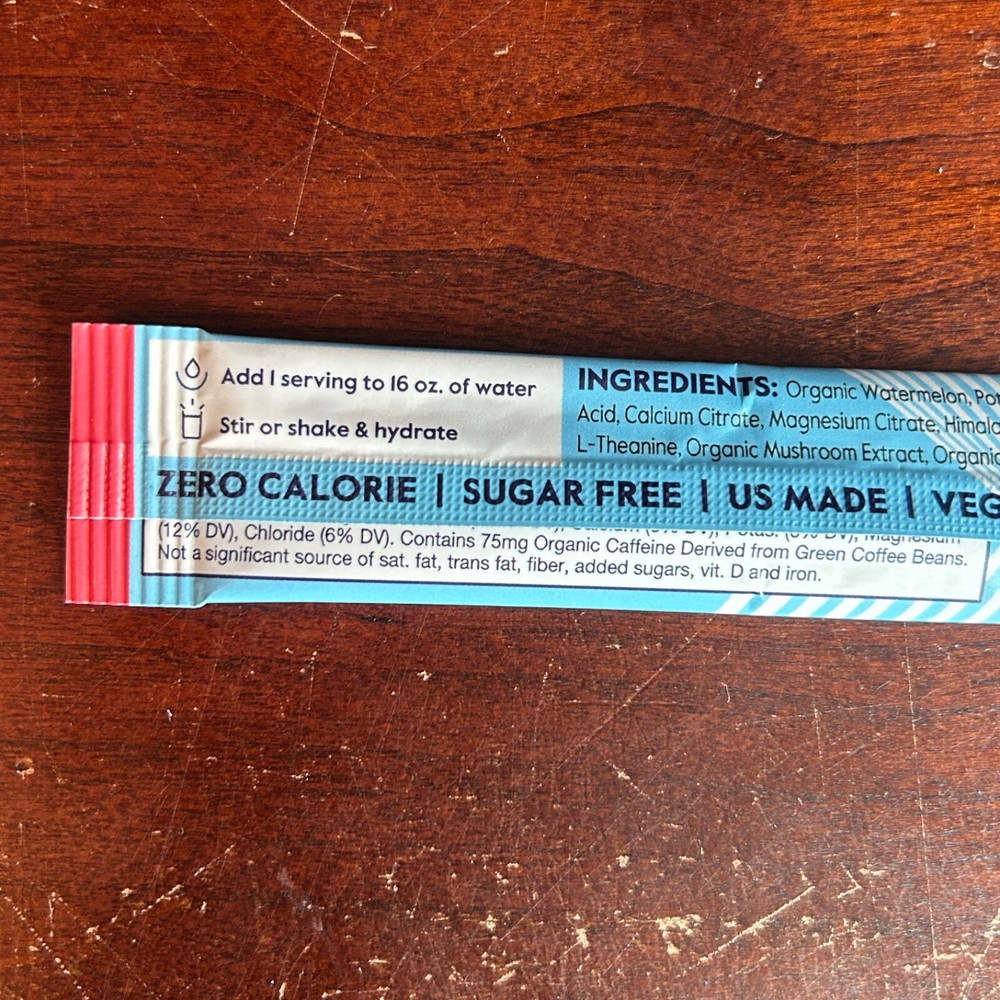 Add 1 serving to 16 oz. of water
Stir or shake & hydrate
INGREDIENTS: Organic Watermelon,
Acid, Calcium Citrate, Magnesium Citrate,
L-Theanine, Organic Mushroom Extract,
ZERO CALORIE | SUGAR FREE | US MADE |
(12% DV), Chloride (6% DV). Contains 75mg Organic Caffeine Derived from Green Coffee Beans.
Not a significant source of sat. fat, trans fat, fiber, added sugars, vit. D and iron.